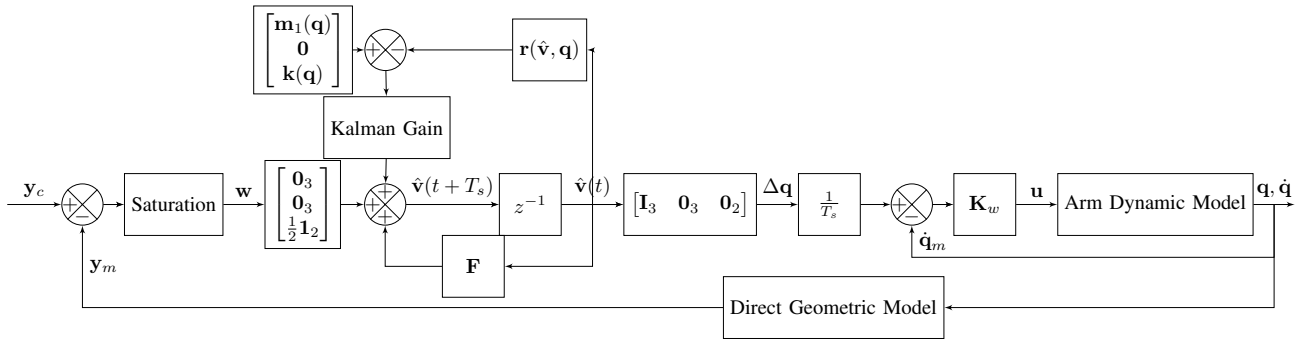 [m₁(q)
0
k(q)]
+ −
r(v̂, q)
Kalman Gain
y_c
+ −
Saturation
w
[0₃
0₃
½1₂]
+ + +
v̂(t + T_s)
z⁻¹
v̂(t)
[I₃ 0₃ 0₂]
Δq
1/T_s
+ −
K_w
u
Arm Dynamic Model
q, q̇
q̇_m
F
y_m
Direct Geometric Model